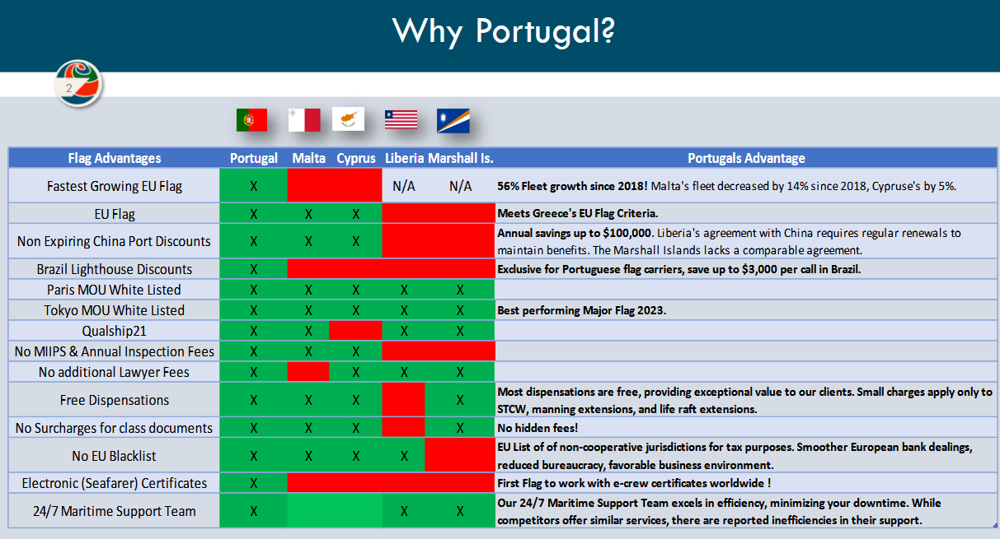 Why Portugal?
2
Flag Advantages Portugal Malta Cyprus Liberia Marshall Is. Portugals Advantage
Fastest Growing EU Flag X N/A N/A 56% Fleet growth since 2018! Malta's fleet decreased by 14% since 2018, Cypruse's by 5%.
EU Flag X X X Meets Greece's EU Flag Criteria.
Non Expiring China Port Discounts X X X Annual savings up to $100,000. Liberia's agreement with China requires regular renewals to
maintain benefits. The Marshall Islands lacks a comparable agreement.
Brazil Lighthouse Discounts X Exclusive for Portuguese flag carriers, save up to $3,000 per call in Brazil.
Paris MOU White Listed X X X X X
Tokyo MOU White Listed X X X X X Best performing Major Flag 2023.
Qualship21 X X X X
No MIIPS & Annual Inspection Fees X X X
No additional Lawyer Fees X X X X
Free Dispensations X X X X Most dispensations are free, providing exceptional value to our clients. Small charges apply only to
STCW, manning extensions, and life raft extensions.
No Surcharges for class documents X X X X No hidden fees!
No EU Blacklist X X X X EU List of of non-cooperative jurisdictions for tax purposes. Smoother European bank dealings,
reduced bureaucracy, favorable business environment.
Electronic (Seafarer) Certificates X First Flag to work with e-crew certificates worldwide !
24/7 Maritime Support Team X X X Our 24/7 Maritime Support Team excels in efficiency, minimizing your downtime. While
competitors offer similar services, there are reported inefficiencies in their support.